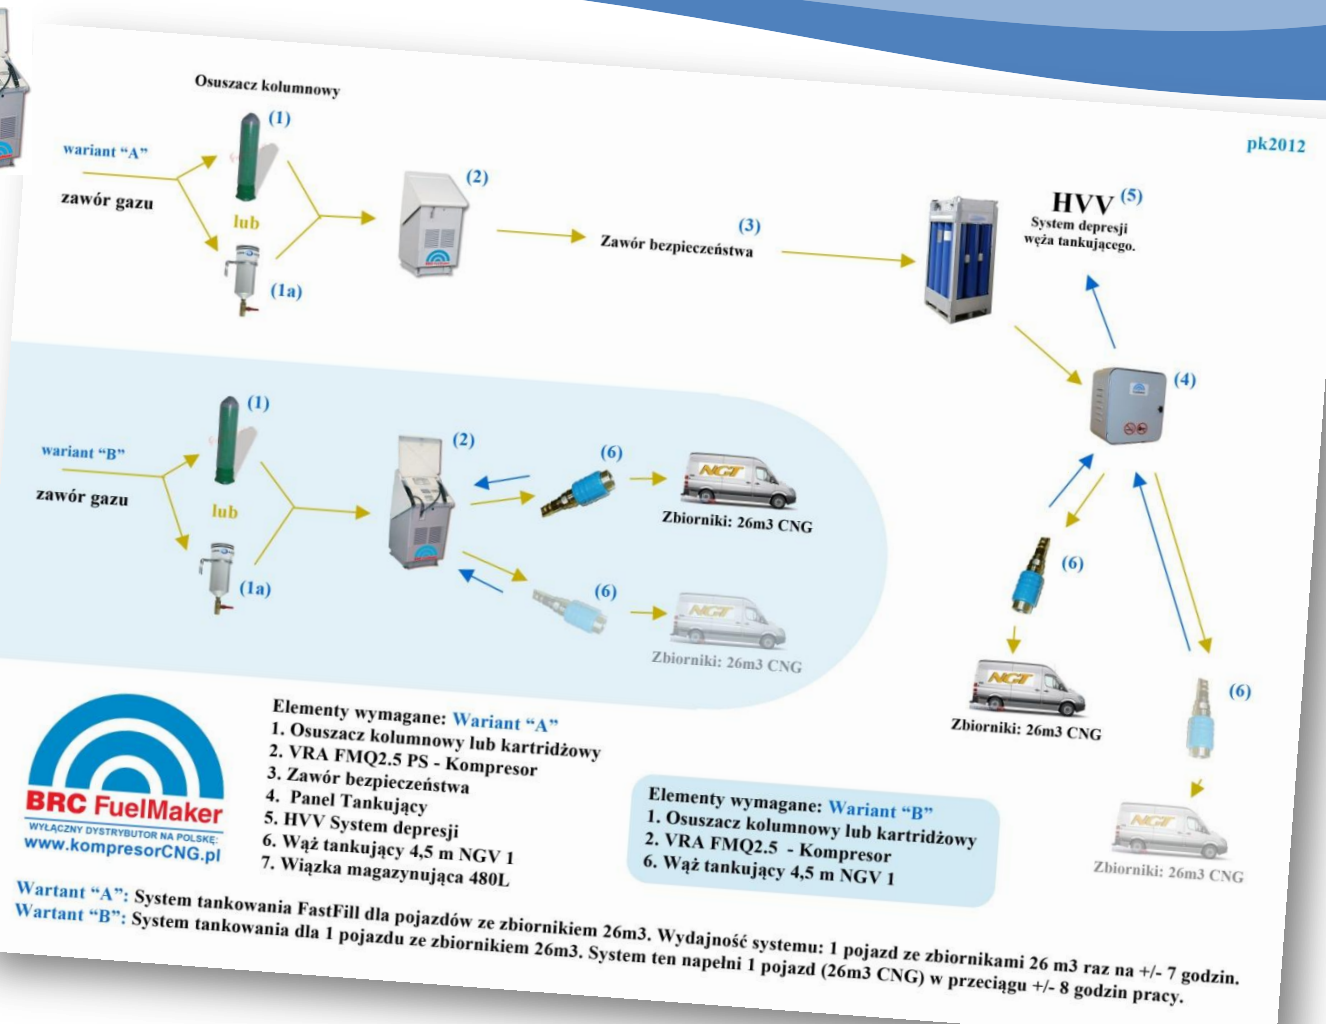 Osuszacz kolumnowy
(1)
pk2012
wariant “A”
(2)
HVV (5)
zawór gazu
lub
(3)
Zawór bezpieczeństwa
System depresji
węża tankującego.
(1a)
(4)
(1)
wariant “B”
(2)
(6)
NGT
zawór gazu
lub
Zbiorniki: 26m3 CNG
(1a)
(6)
NGT
Zbiorniki: 26m3 CNG
(6)
NGT
Zbiorniki: 26m3 CNG
(6)
NGT
Zbiorniki: 26m3 CNG
BRC FuelMaker
WYŁĄCZNY DYSTRYBUTOR NA POLSKĘ:
www.kompresorCNG.pl
Elementy wymagane: Wariant “A”
1. Osuszacz kolumnowy lub kartridżowy
2. VRA FMQ2.5 PS - Kompresor
3. Zawór bezpieczeństwa
4. Panel Tankujący
5. HVV System depresji
6. Wąż tankujący 4,5 m NGV 1
7. Wiązka magazynująca 480L
Elementy wymagane: Wariant “B”
1. Osuszacz kolumnowy lub kartridżowy
2. VRA FMQ2.5 - Kompresor
6. Wąż tankujący 4,5 m NGV 1
Wartant “A”: System tankowania FastFill dla pojazdów ze zbiornikiem 26m3. Wydajność systemu: 1 pojazd ze zbiornikami 26 m3 raz na +/- 7 godzin.
Wartant “B”: System tankowania dla 1 pojazdu ze zbiornikiem 26m3. System ten napełni 1 pojazd (26m3 CNG) w przeciągu +/- 8 godzin pracy.